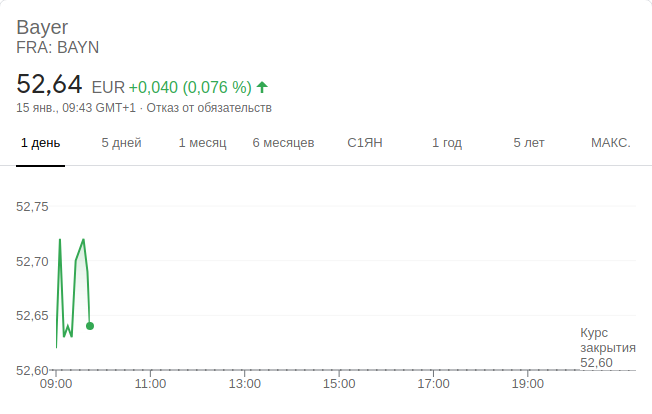 Bayer
FRA: BAYN
52,64 EUR +0,040 (0,076 %)
15 янв., 09:43 GMT+1 · Отказ от обязательств
1 день 5 дней 1 месяц 6 месяцев С1ЯН 1 год 5 лет МАКС.
52,75
52,70
52,65
Курс
закрытия
52,60
52,60
09:00 11:00 13:00 15:00 17:00 19:00